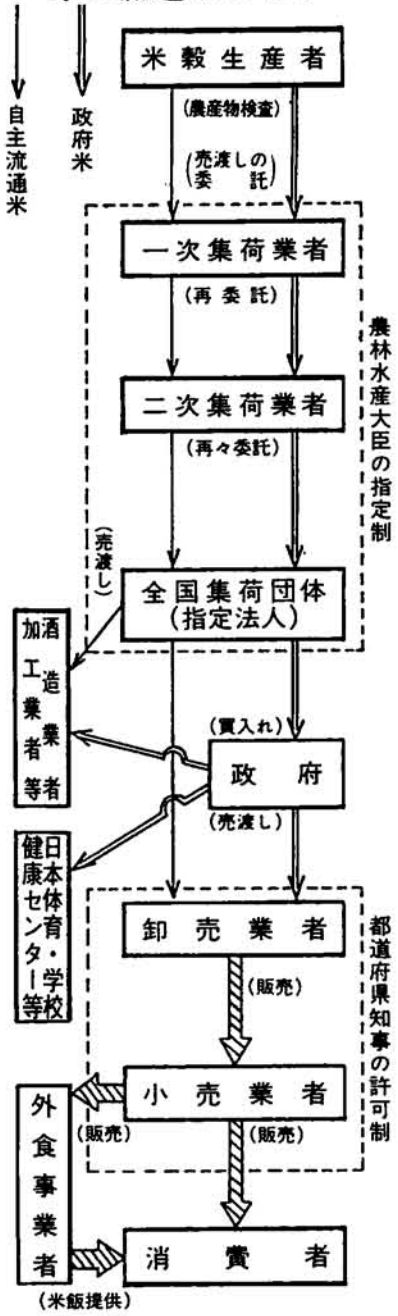 自主流通米
政府米
米穀生産者
(農産物検査)
(売渡しの
委託)
一次集荷業者
(再委託)
二次集荷業者
(再々委託)
農林水産大臣の指定制
(売渡し)
全国集荷団体
(指定法人)
酒造業者
加工業者等
(買入れ)
政府
(売渡し)
日本体育・学校
健康センター等
卸売業者
(販売)
都道府県知事の許可制
小売業者
(販売)
(販売)
外食事業者
消費者
(米飯提供)